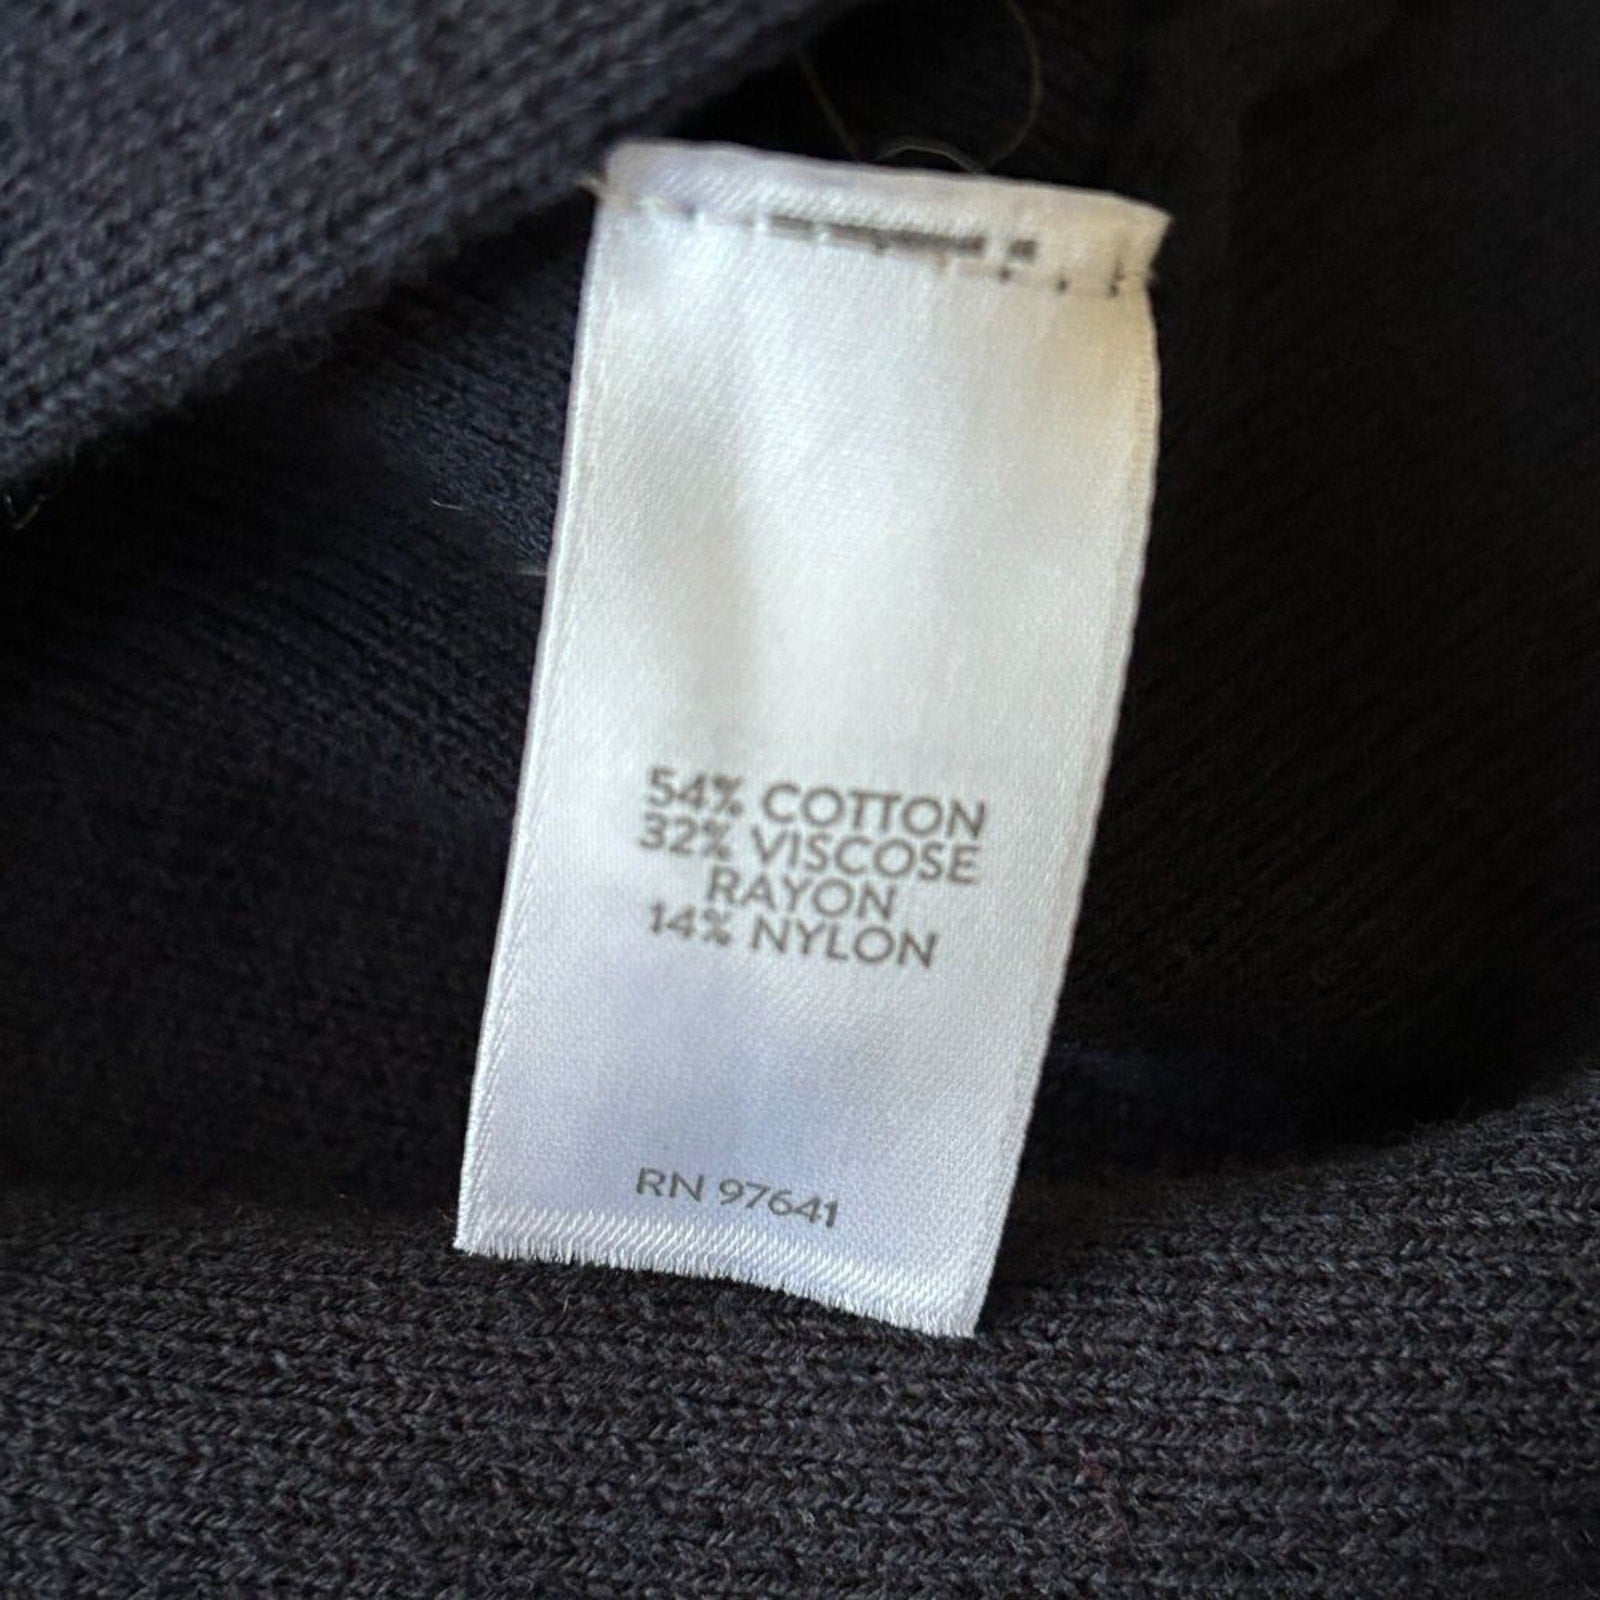 54% COTTON
32% VISCOSE
RAYON
14% NYLON
RN 97641